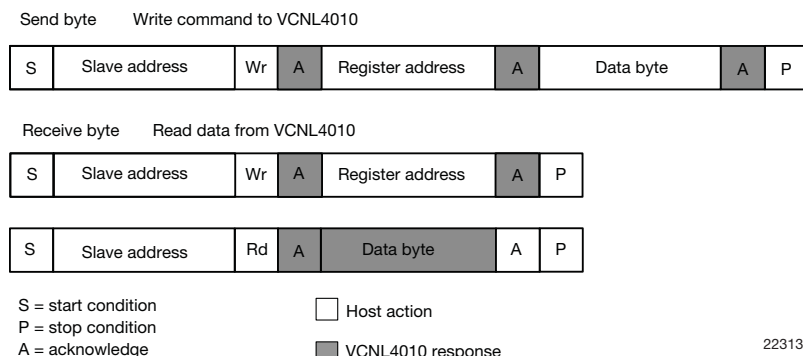 Send byte Write command to VCNL4010
S Slave address Wr A Register address A Data byte A P
Receive byte Read data from VCNL4010
S Slave address Wr A Register address A P
S Slave address Rd A Data byte A P
S = start condition
P = stop condition
A = acknowledge
Host action
VCNL4010 response
22313